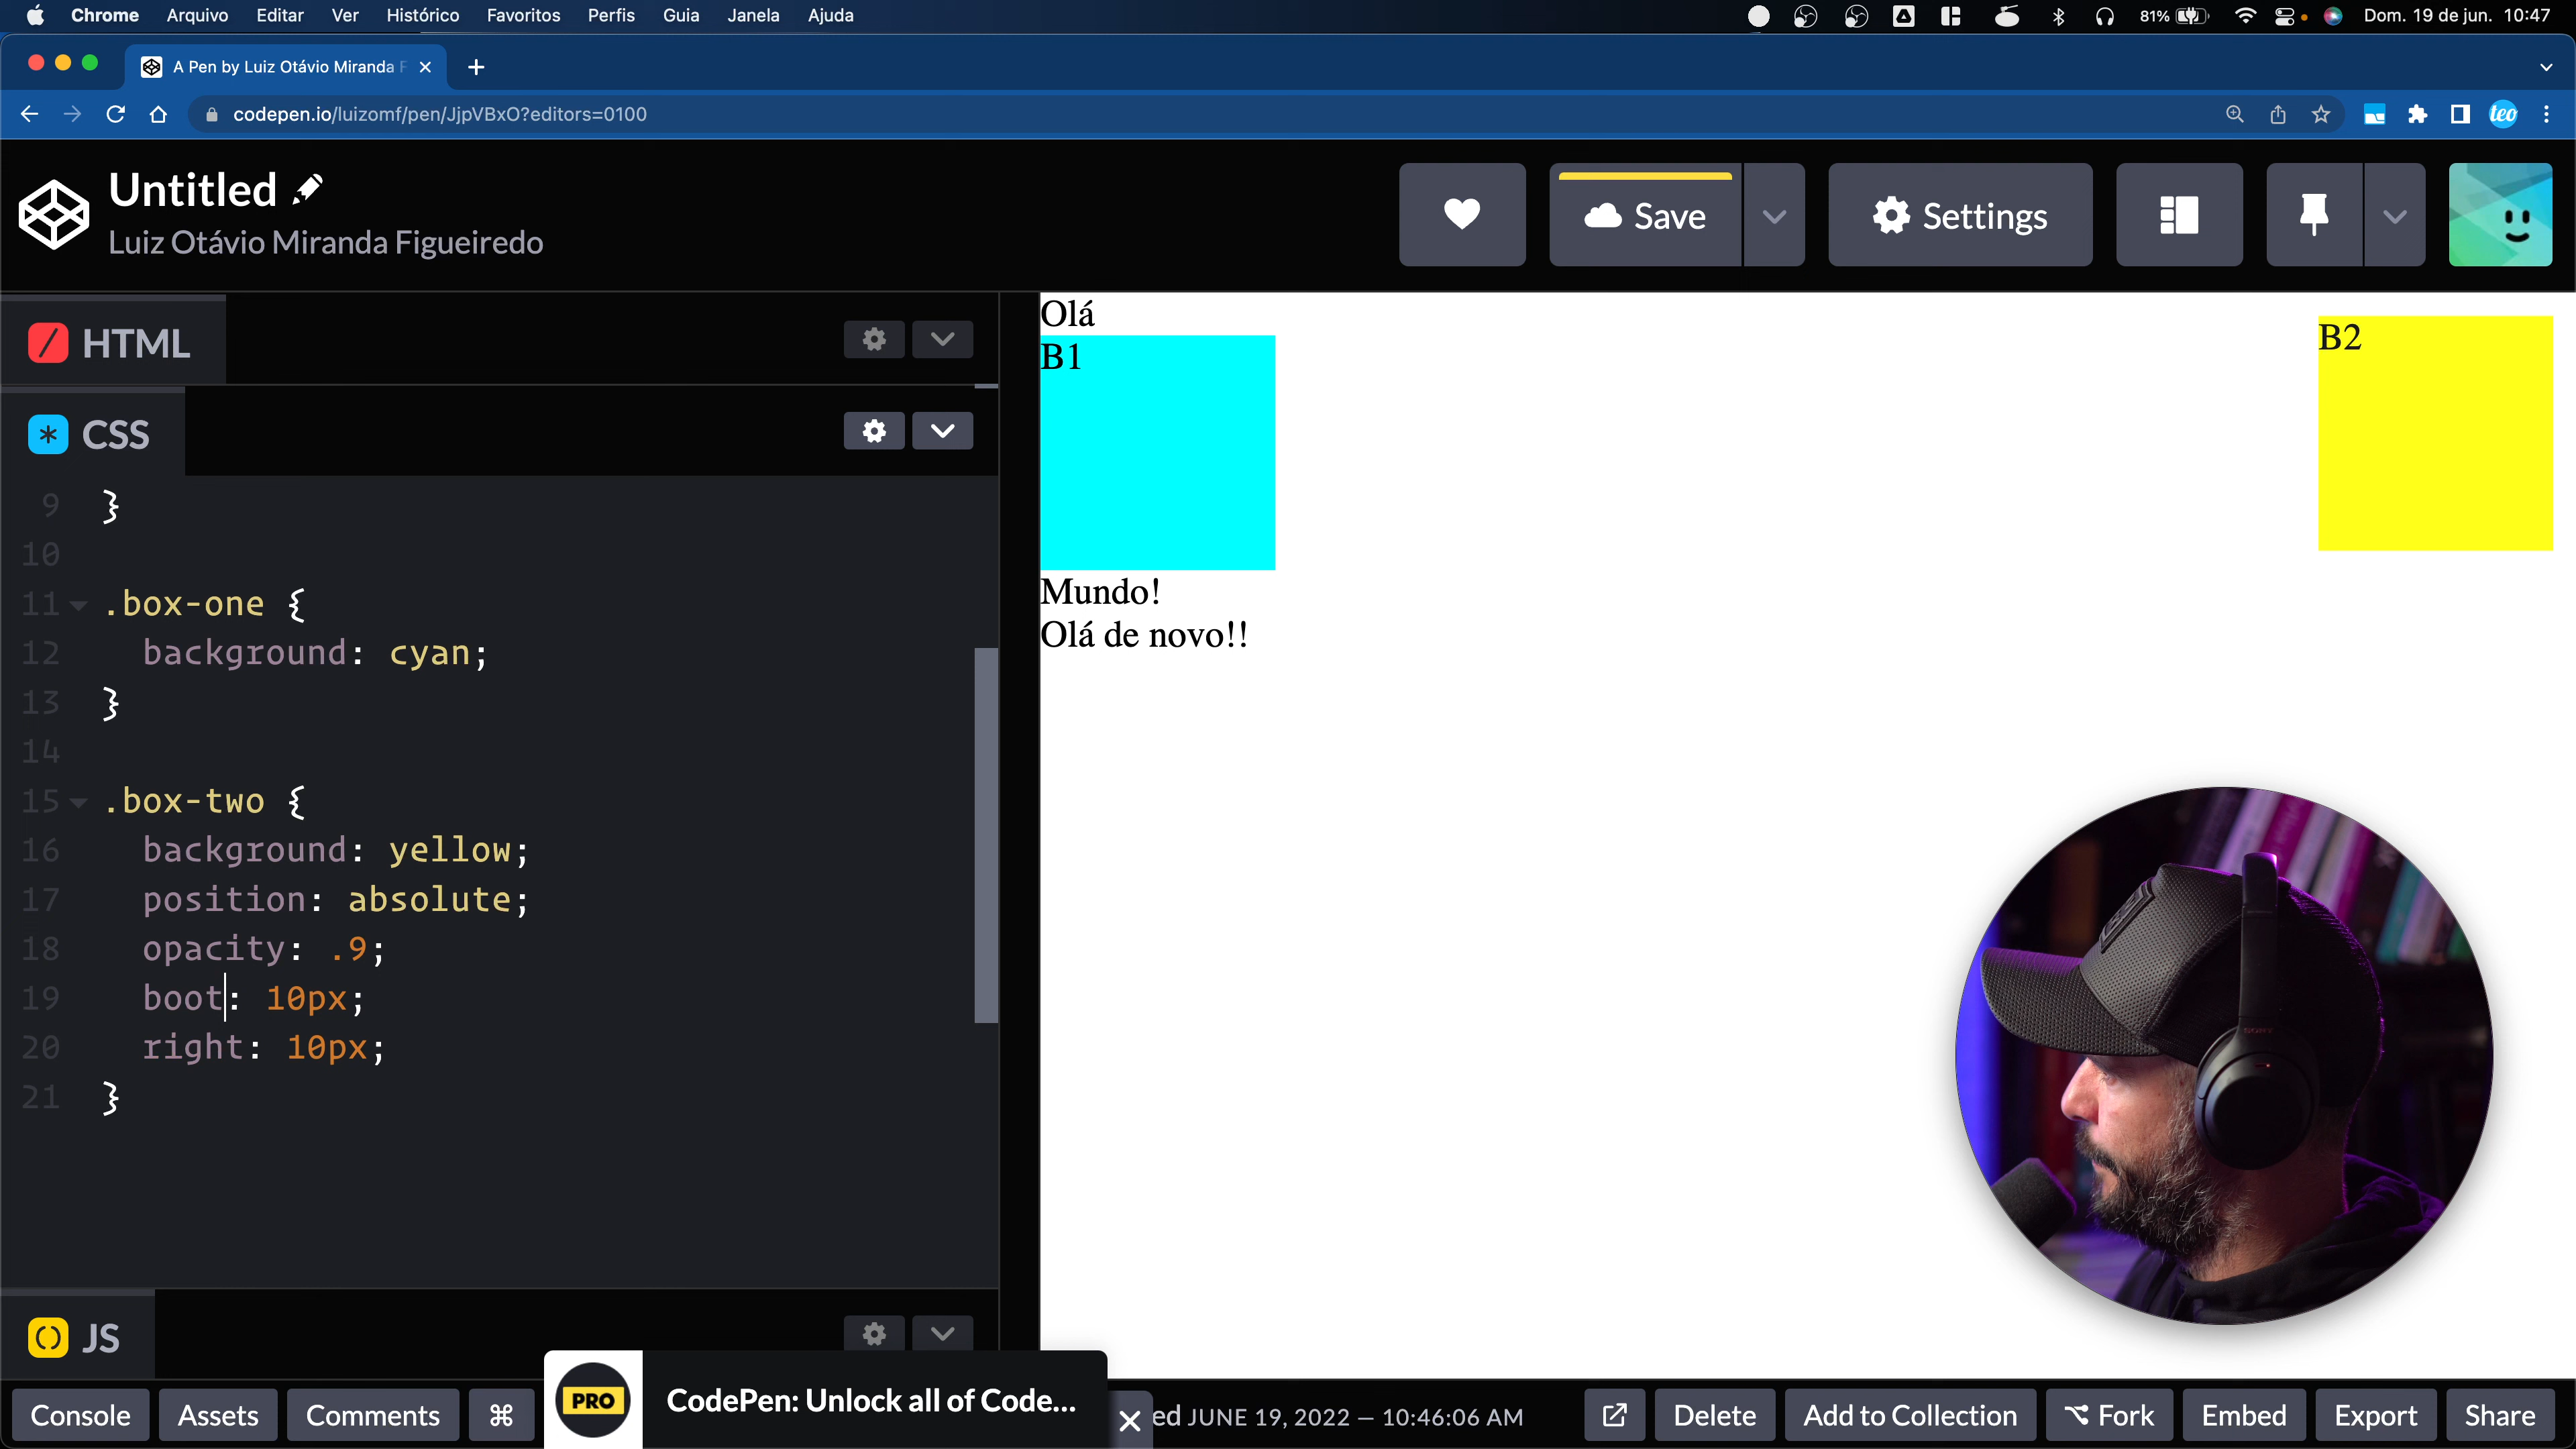 Chrome Arquivo Editar Ver Histórico Favoritos Perfis Guia Janela Ajuda 81% Dom. 19 de jun. 10:47
A Pen by Luiz Otávio Miranda F
codepen.io/luizomf/pen/JjpVBxO?editors=0100
teo
Untitled
Luiz Otávio Miranda Figueiredo
Save
Settings
HTML
CSS
9 }
10
11 .box-one {
12 background: cyan;
13 }
14
15 .box-two {
16 background: yellow;
17 position: absolute;
18 opacity: .9;
19 boot: 10px;
20 right: 10px;
21 }
JS
Olá
B1
B2
Mundo!
Olá de novo!!
SONY
PRO
CodePen: Unlock all of Code...
Console Assets Comments ⌘
ed JUNE 19, 2022 — 10:46:06 AM
Delete Add to Collection Fork Embed Export Share